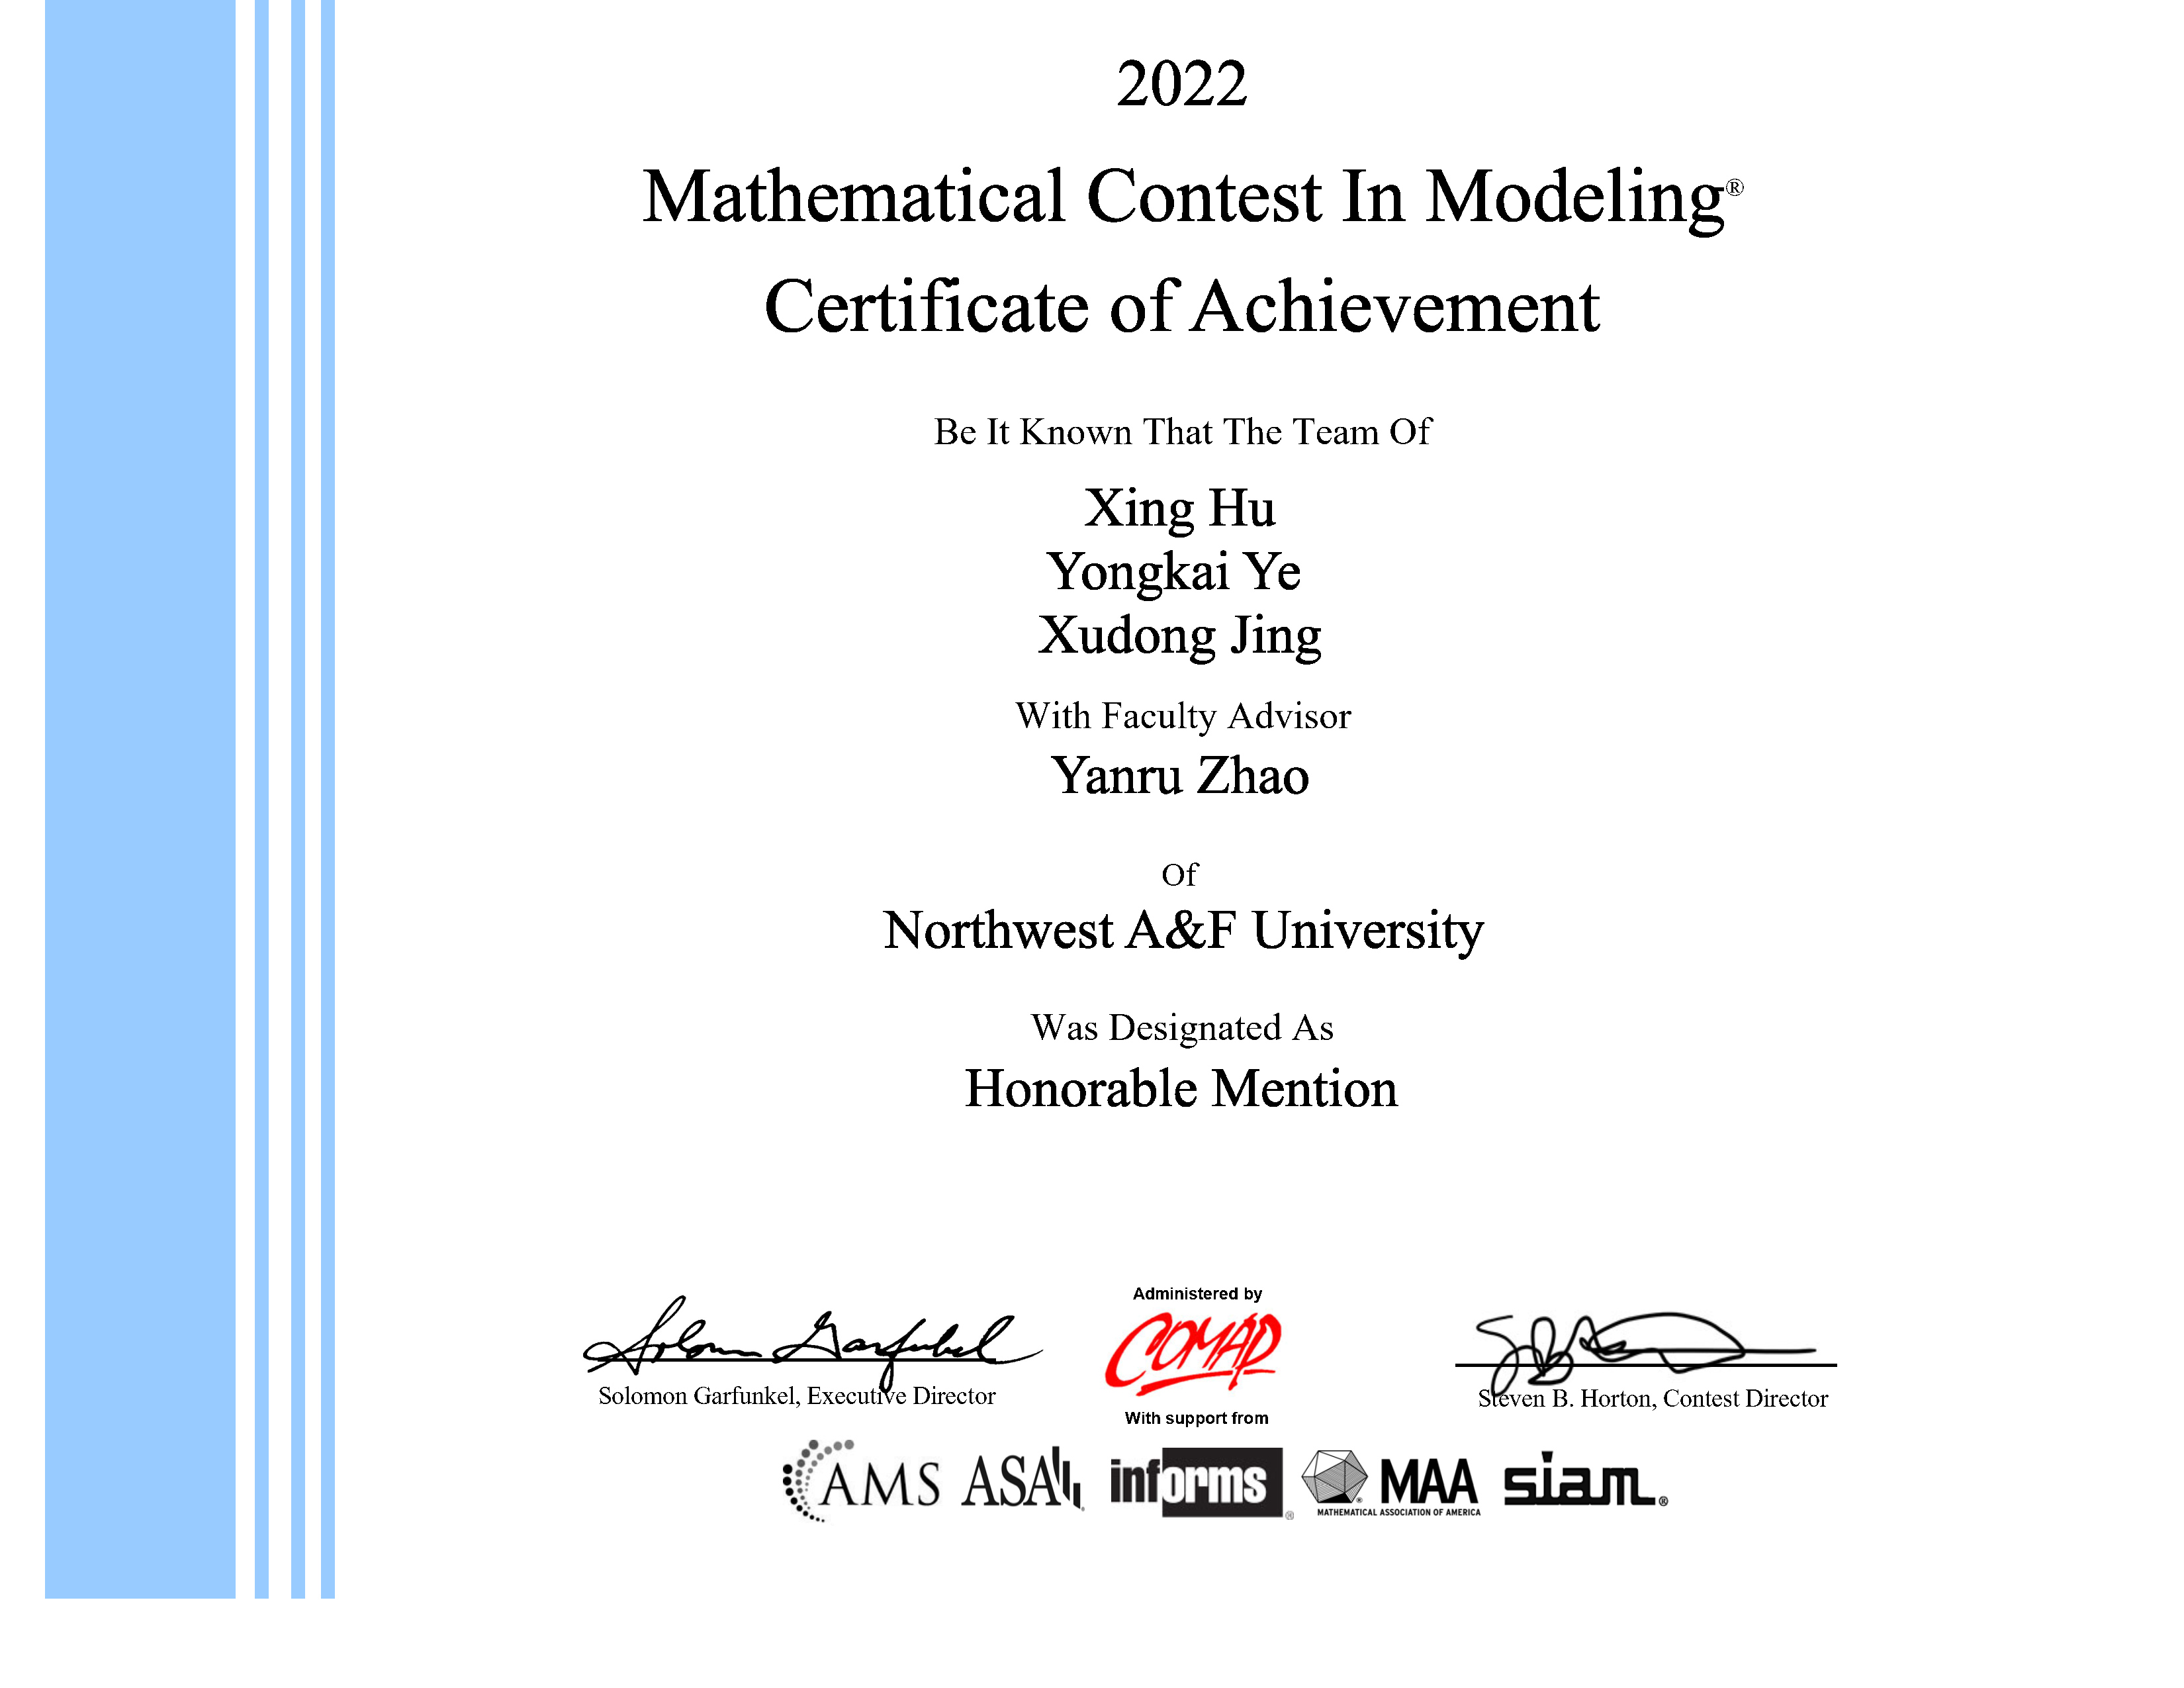 2022
Mathematical Contest In Modeling®
Certificate of Achievement
Be It Known That The Team Of
Xing Hu
Yongkai Ye
Xudong Jing
With Faculty Advisor
Yanru Zhao
Of
Northwest A&F University
Was Designated As
Honorable Mention
Administered by
Solomon Garfunkel
COMAP
Solomon Garfunkel, Executive Director
Steven B. Horton, Contest Director
With support from
AMS ASA informs® MAA siam®
MATHEMATICAL ASSOCIATION OF AMERICA